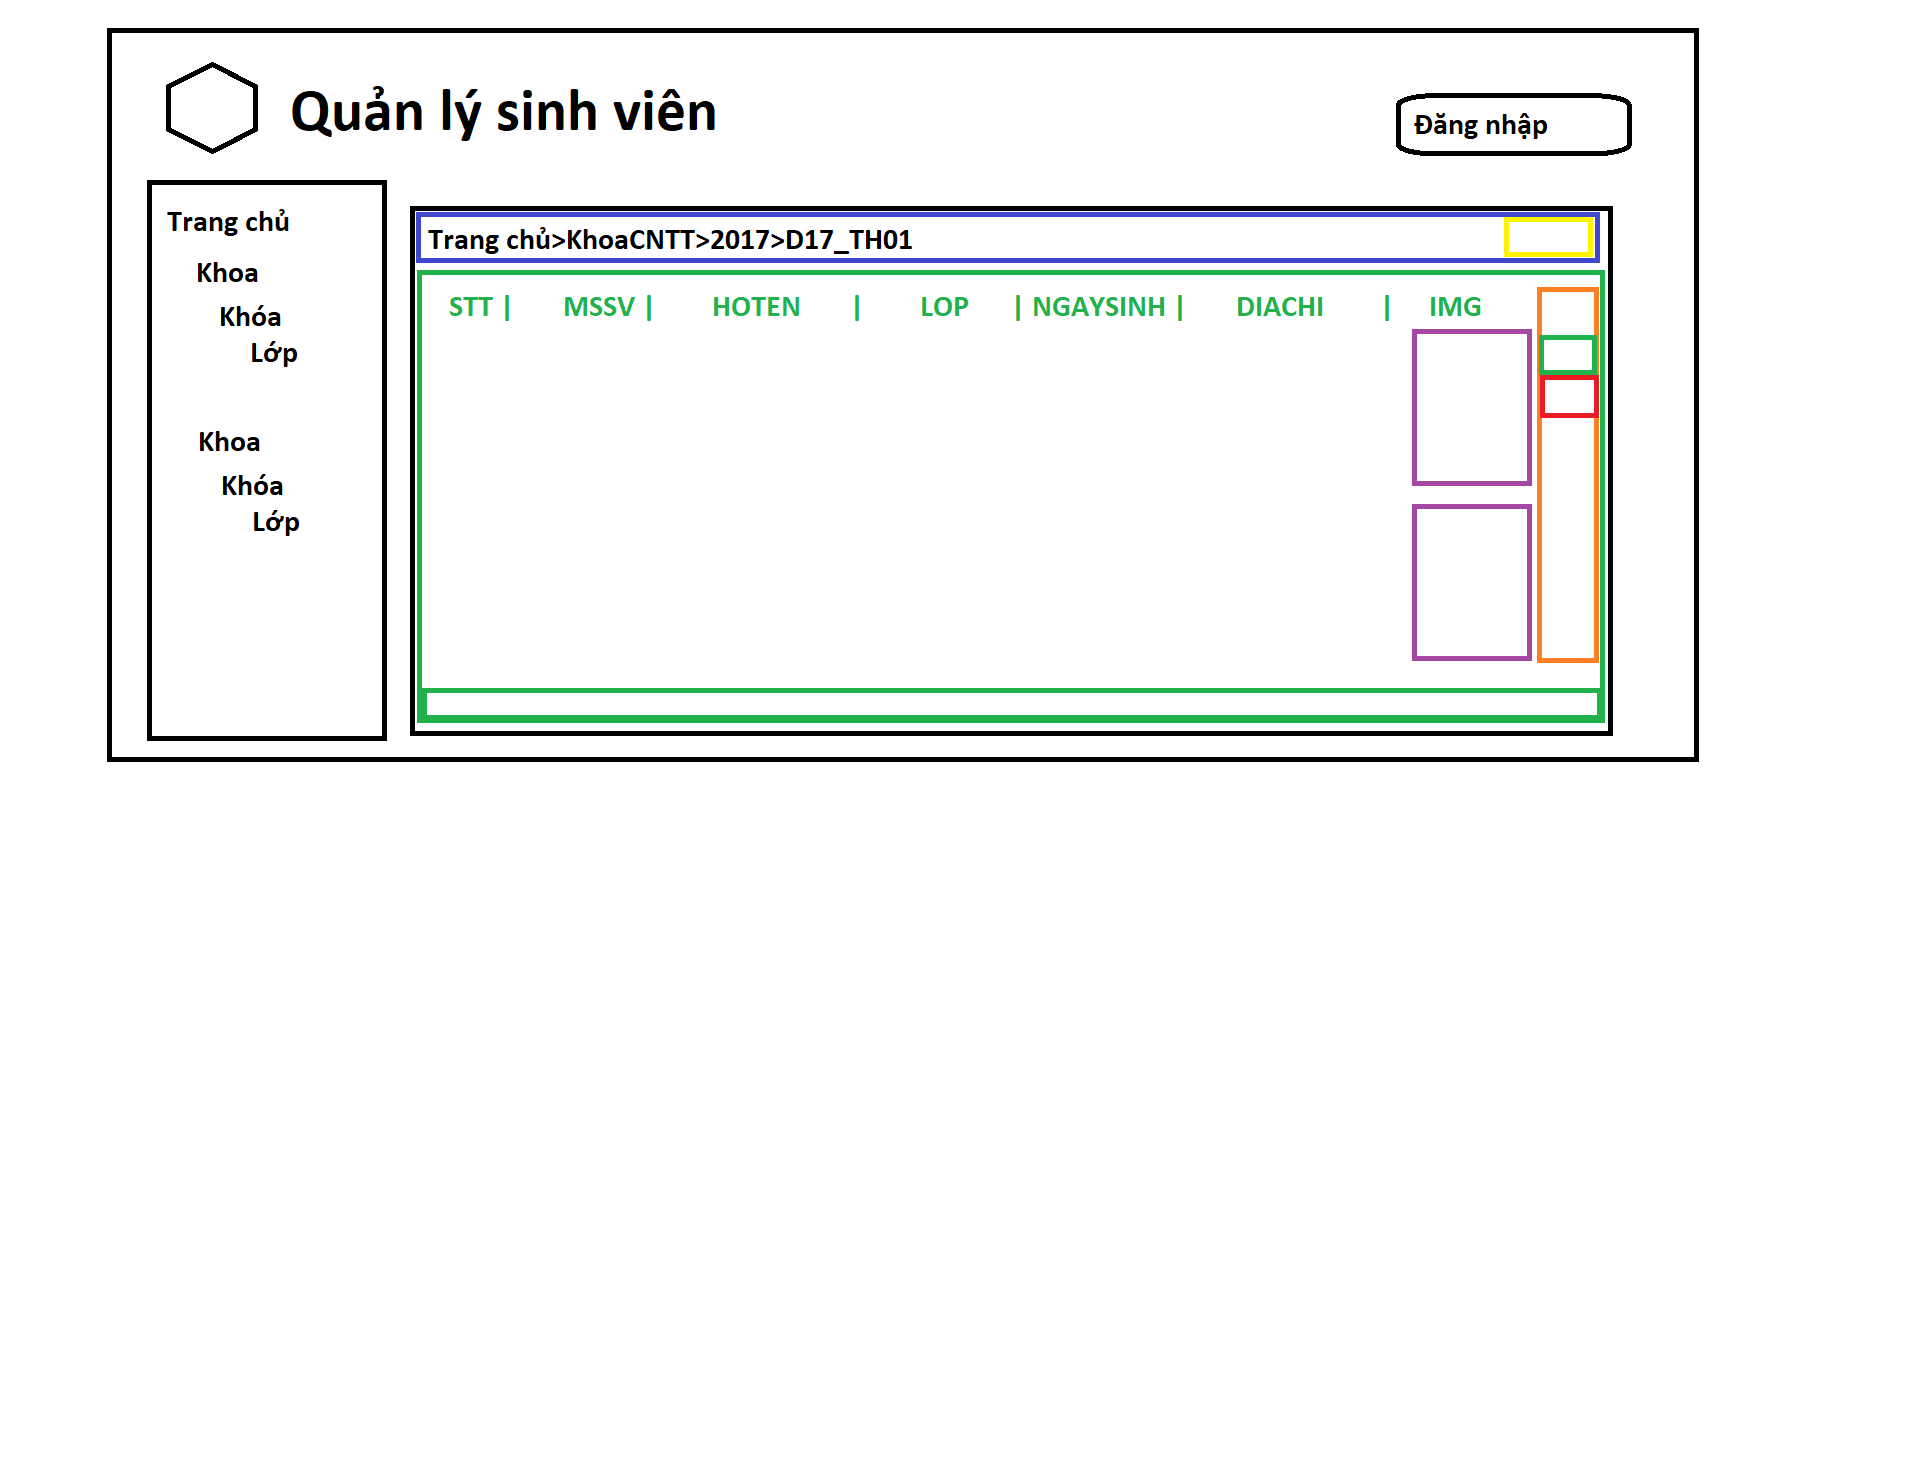 Quản lý sinh viên
Đăng nhập
Trang chủ
Khoa
Khóa
Lớp
Khoa
Khóa
Lớp
Trang chủ>KhoaCNTT>2017>D17_TH01
STT | MSSV | HOTEN | LOP | NGAYSINH | DIACHI | IMG